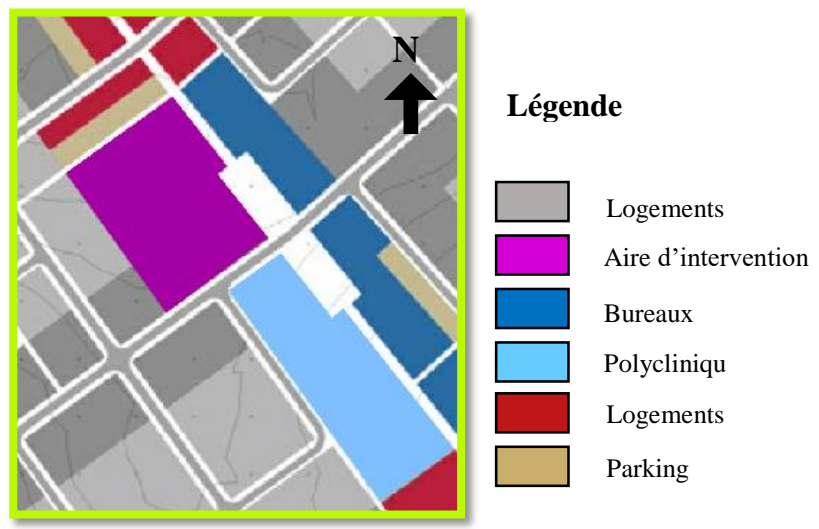 N
Légende
Logements
Aire d'intervention
Bureaux
Polycliniqu
Logements
Parking